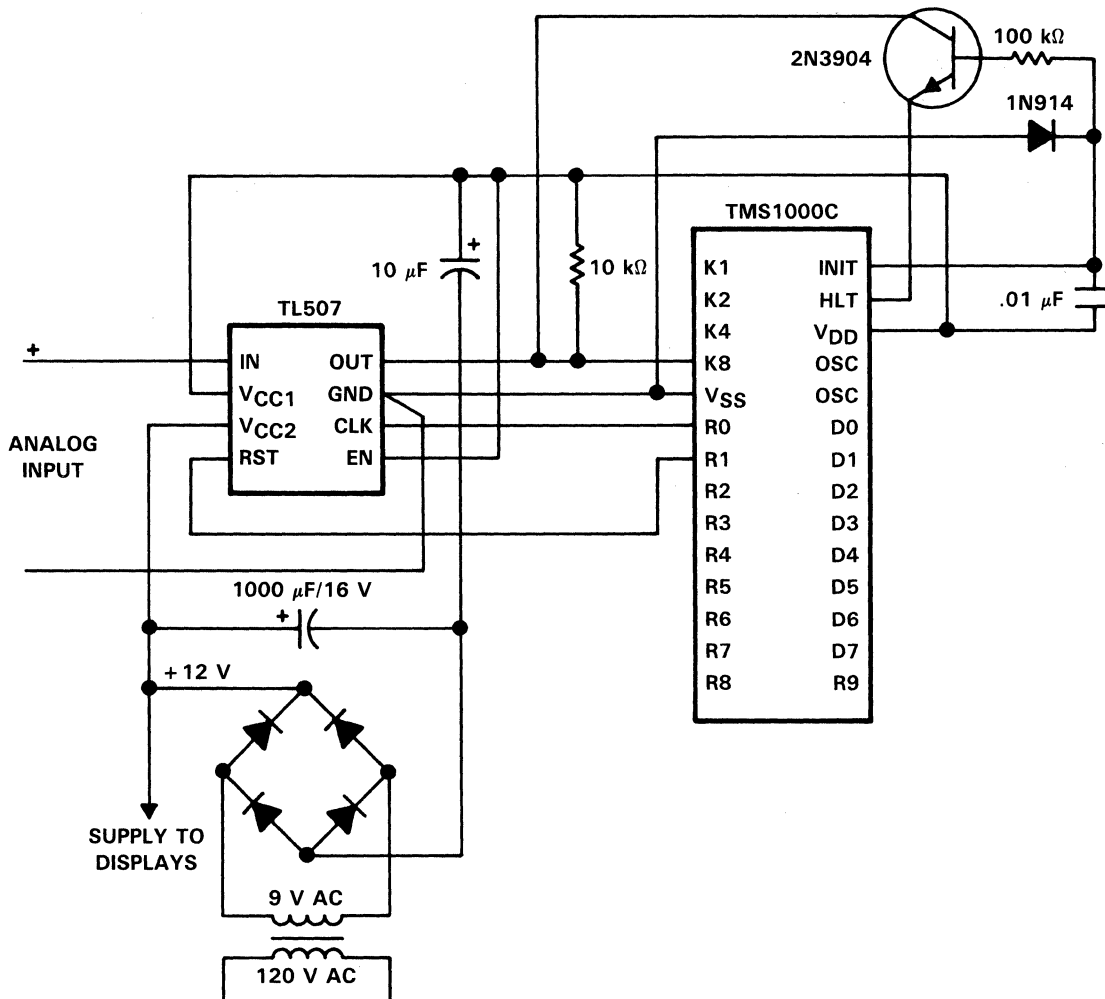 100 kΩ
2N3904
1N914
TMS1000C
+
10 μF
10 kΩ
K1 INIT
K2 HLT
.01 μF
TL507
K4 VDD
+
IN OUT
K8 OSC
VCC1 GND
VSS OSC
VCC2 CLK
R0 D0
ANALOG
INPUT
RST EN
R1 D1
R2 D2
R3 D3
R4 D4
R5 D5
R6 D6
R7 D7
R8 R9
1000 μF/16 V
+
+12 V
SUPPLY TO
DISPLAYS
9 V AC
120 V AC